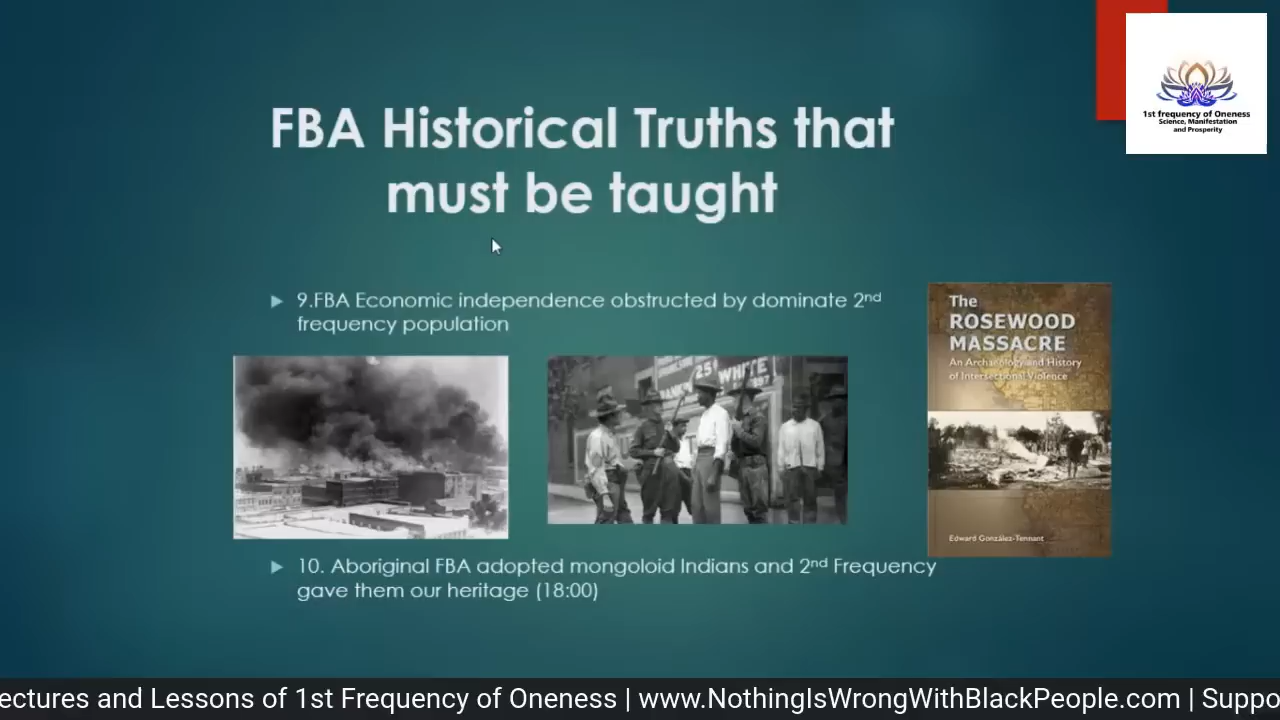 1st frequency of Oneness
Science, Manifestation
and Prosperity
FBA Historical Truths that
must be taught
9.FBA Economic independence obstructed by dominate 2nd
frequency population
25
WHITE
The
ROSEWOOD
MASSACRE
An Archaeology and History
of Intersectional Violence
Edward González-Tennant
10. Aboriginal FBA adopted mongoloid Indians and 2nd Frequency
gave them our heritage (18:00)
ectures and Lessons of 1st Frequency of Oneness | www.NothingIsWrongWithBlackPeople.com | Suppo